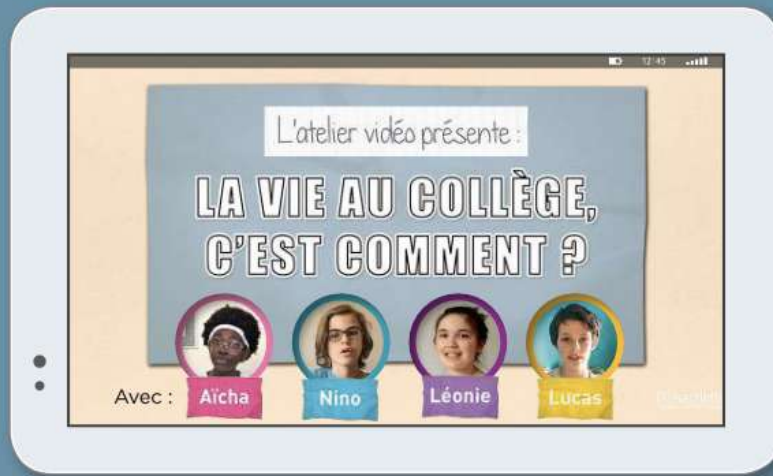 12:45
L'atelier vidéo présente :
LA VIE AU COLLÈGE,
C'EST COMMENT ?
Avec : Aïcha Nino Léonie Lucas